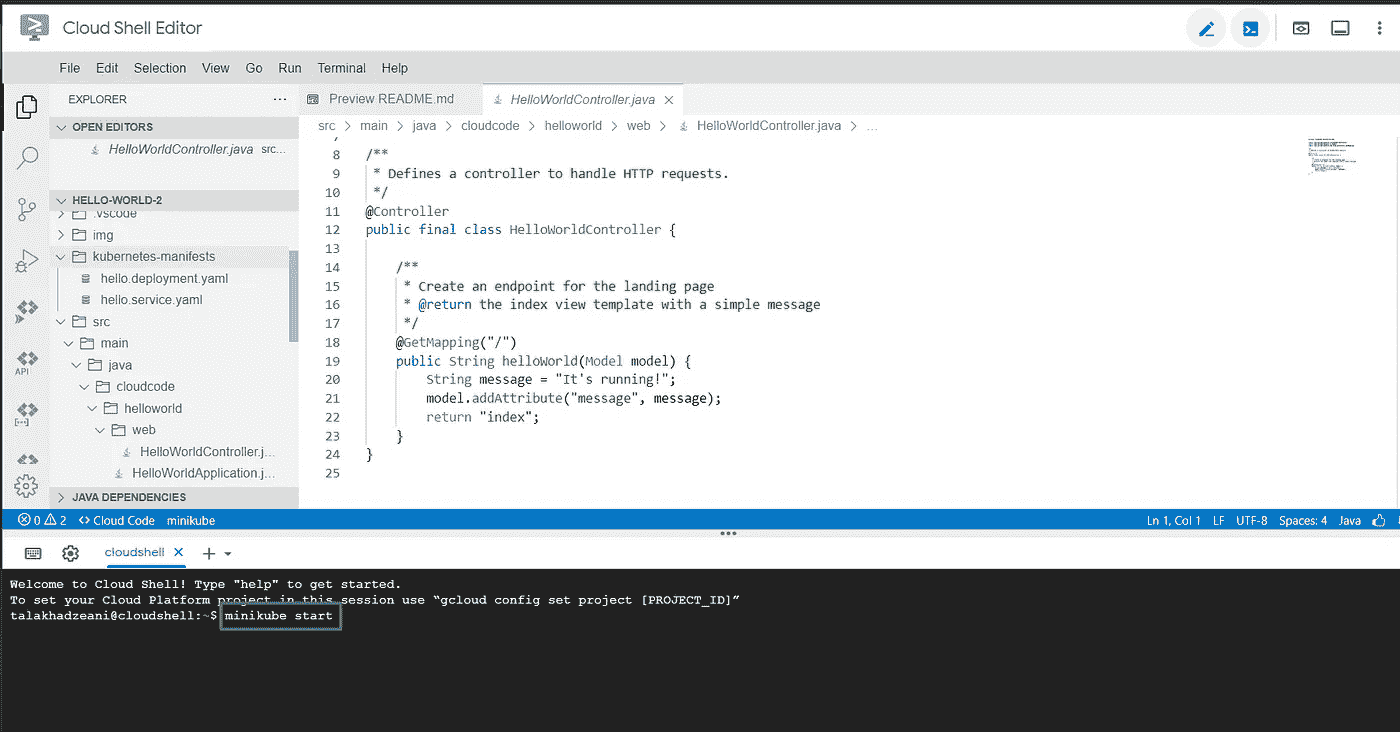 Cloud Shell Editor
File Edit Selection View Go Run Terminal Help
EXPLORER ...
Preview README.md
HelloWorldController.java
OPEN EDITORS
HelloWorldController.java src...
src > main > java > cloudcode > helloworld > web > HelloWorldController.java > ...
HELLO-WORLD-2
.vscode
img
kubernetes-manifests
hello.deployment.yaml
hello.service.yaml
src
main
java
cloudcode
helloworld
web
HelloWorldController.j...
HelloWorldApplication.j...
JAVA DEPENDENCIES
API
8 /**
9 * Defines a controller to handle HTTP requests.
10 */
11 @Controller
12 public final class HelloWorldController {
13
14 /**
15 * Create an endpoint for the landing page
16 * @return the index view template with a simple message
17 */
18 @GetMapping("/")
19 public String helloWorld(Model model) {
20 String message = "It's running!";
21 model.addAttribute("message", message);
22 return "index";
23 }
24 }
25
0 2 Cloud Code minikube
Ln 1, Col 1 LF UTF-8 Spaces: 4 Java
cloudshell
Welcome to Cloud Shell! Type "help" to get started.
To set your Cloud Platform project in this session use “gcloud config set project [PROJECT_ID]”
talakhadzeani@cloudshell:~$ minikube start